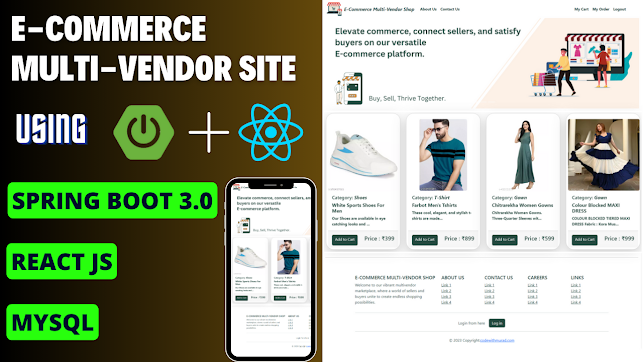 E-COMMERCE
MULTI-VENDOR SITE
USING
SPRING BOOT 3.0
REACT JS
MYSQL
E-Commerce Multi-Vendor Shop About Us Contact Us My Cart My Order Logout
Elevate commerce, connect sellers, and satisfy
buyers on our versatile
E-commerce platform.
Buy, Sell, Thrive Together.
Category: Shoes
White Sports Shoes For
Men
Our Shoes are available in eye
catching looks and ...
Add to Cart Price : ₹899
Category: T-Shirt
Farbot Men's Tshirts
These cool, elegant, and stylish t-
shirts are made...
Add to Cart Price : ₹399
Category: Gown
Chitrarekha Women Gowns
Chitrarekha Women Gowns.
Three-Quarter Sleeves wi...
Add to Cart Price : ₹599
Category: Gown
Colour Blocked MAXI
DRESS
COLOUR BLOCKED TIERED MAXI
DRESS Fabric :
Add to Cart Price : ₹999
E-COMMERCE MULTI-VENDOR SHOP
Welcome to our vibrant multivendor
marketplace, where a world of sellers and
buyers unite to create endless shopping
possibilities.
ABOUT US
Link 1
Link 2
Link 3
Link 4
CONTACT US
Link 1
Link 2
Link 3
Link 4
CAREERS
Link 1
Link 2
Link 3
Link 4
LINKS
Link 1
Link 2
Link 3
Link 4
Login from here Log in
Elevate commerce, connect sellers, an
buyers on our versatile
E-commerce platform.
Buy, Sell, Thrive Together.